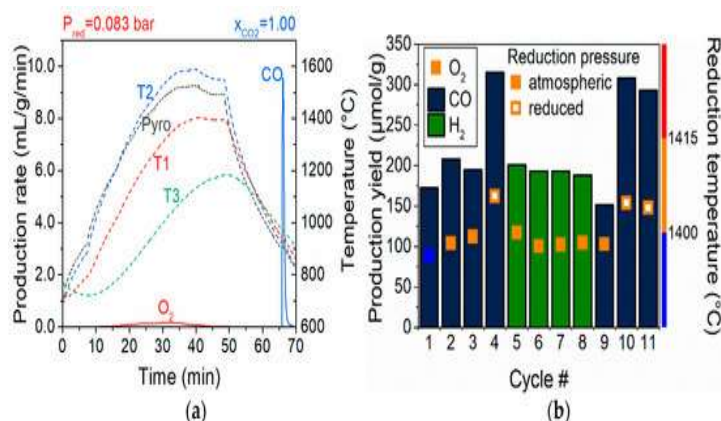 P_red=0.083 bar
x_CO2=1.00
Production rate (mL/g/min)
10.0
8.0
6.0
4.0
2.0
0.0
T2
Pyro
T1
T3
O2
CO
1600
1400
1200
1000
800
600
Temperature (°C)
0 10 20 30 40 50 60 70
Time (min)
(a)
Production yield (μmol/g)
350
300
250
200
150
100
50
0
O2
CO
H2
Reduction pressure
atmospheric
reduced
1415
1400
Reduction temperature (°C)
1 2 3 4 5 6 7 8 9 10 11
Cycle #
(b)